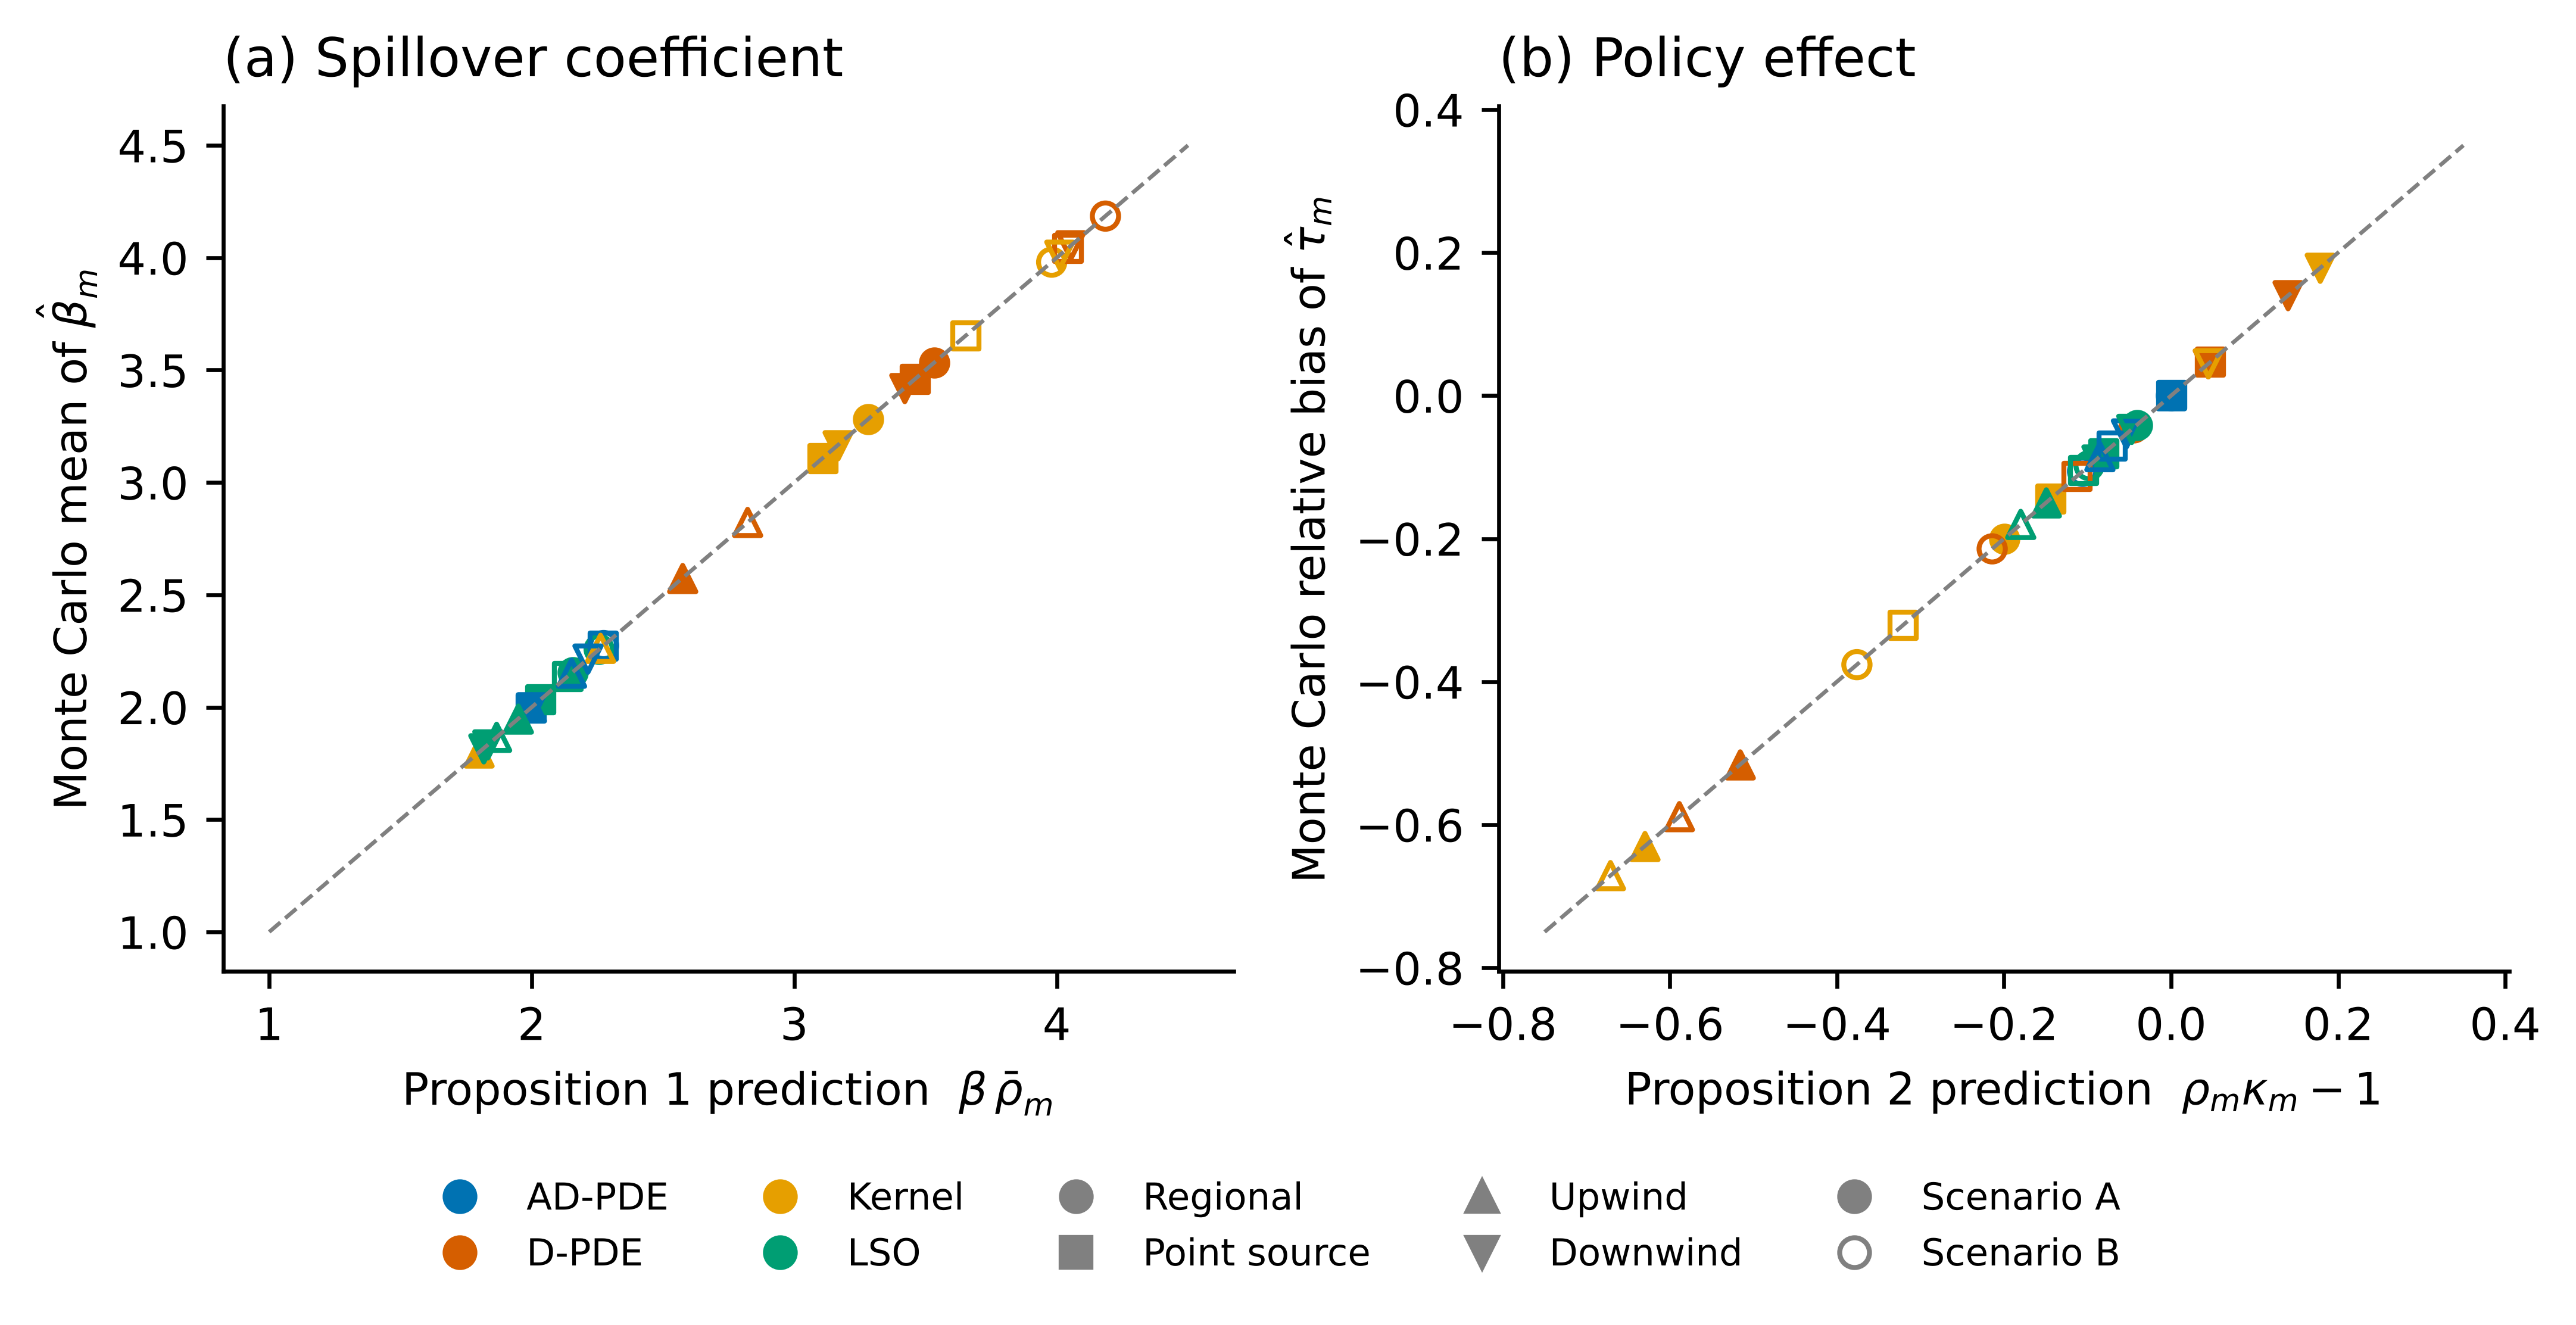 (a) Spillover coefficient
Monte Carlo mean of β̂ₘ
4.5
4.0
3.5
3.0
2.5
2.0
1.5
1.0
1 2 3 4
Proposition 1 prediction β ρ̄ₘ
(b) Policy effect
Monte Carlo relative bias of τ̂ₘ
0.4
0.2
0.0
−0.2
−0.4
−0.6
−0.8
−0.8 −0.6 −0.4 −0.2 0.0 0.2 0.4
Proposition 2 prediction ρₘκₘ − 1
AD-PDE Kernel Regional Upwind Scenario A
D-PDE LSO Point source Downwind Scenario B